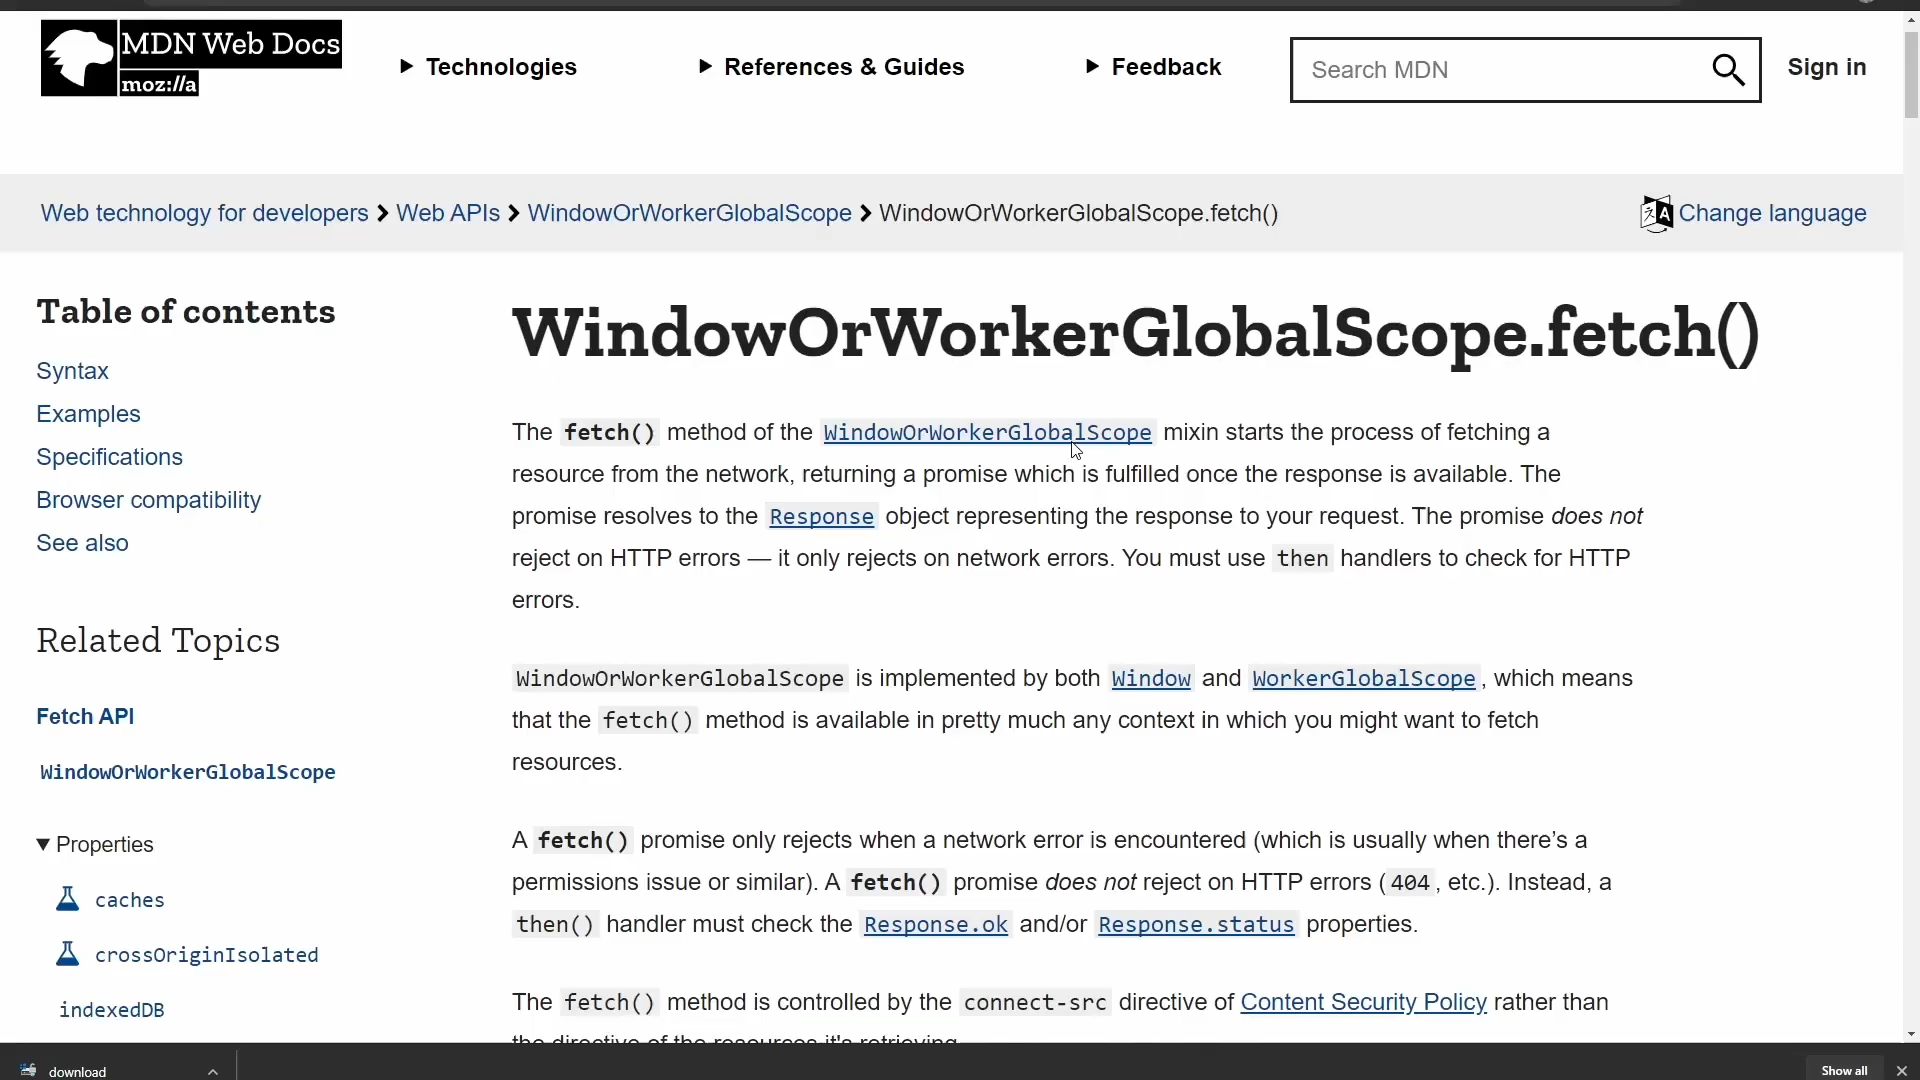 MDN Web Docs
moz://a
Technologies
References & Guides
Feedback
Search MDN
Sign in
Web technology for developers > Web APIs > WindowOrWorkerGlobalScope > WindowOrWorkerGlobalScope.fetch()
Change language
Table of contents
Syntax
Examples
Specifications
Browser compatibility
See also
Related Topics
Fetch API
WindowOrWorkerGlobalScope
Properties
caches
crossOriginIsolated
indexedDB
WindowOrWorkerGlobalScope.fetch()
The fetch() method of the WindowOrWorkerGlobalScope mixin starts the process of fetching a
resource from the network, returning a promise which is fulfilled once the response is available. The
promise resolves to the Response object representing the response to your request. The promise does not
reject on HTTP errors — it only rejects on network errors. You must use then handlers to check for HTTP
errors.
WindowOrWorkerGlobalScope is implemented by both Window and WorkerGlobalScope, which means
that the fetch() method is available in pretty much any context in which you might want to fetch
resources.
A fetch() promise only rejects when a network error is encountered (which is usually when there’s a
permissions issue or similar). A fetch() promise does not reject on HTTP errors (404, etc.). Instead, a
then() handler must check the Response.ok and/or Response.status properties.
The fetch() method is controlled by the connect-src directive of Content Security Policy rather than
the directive of the resources it's retrieving.
download
Show all